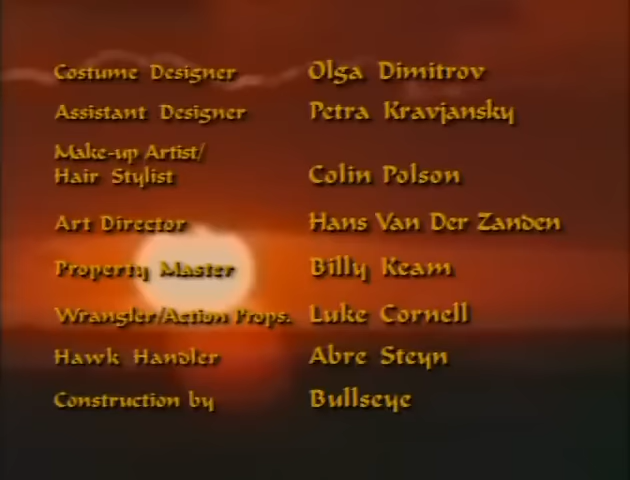 Costume Designer Olga Dimitrov
Assistant Designer Petra Kravjansky
Make-up Artist/
Hair Stylist Colin Polson
Art Director Hans Van Der Zanden
Property Master Billy Keam
Wrangler/Action Props. Luke Cornell
Hawk Handler Abre Steyn
Construction by Bullseye